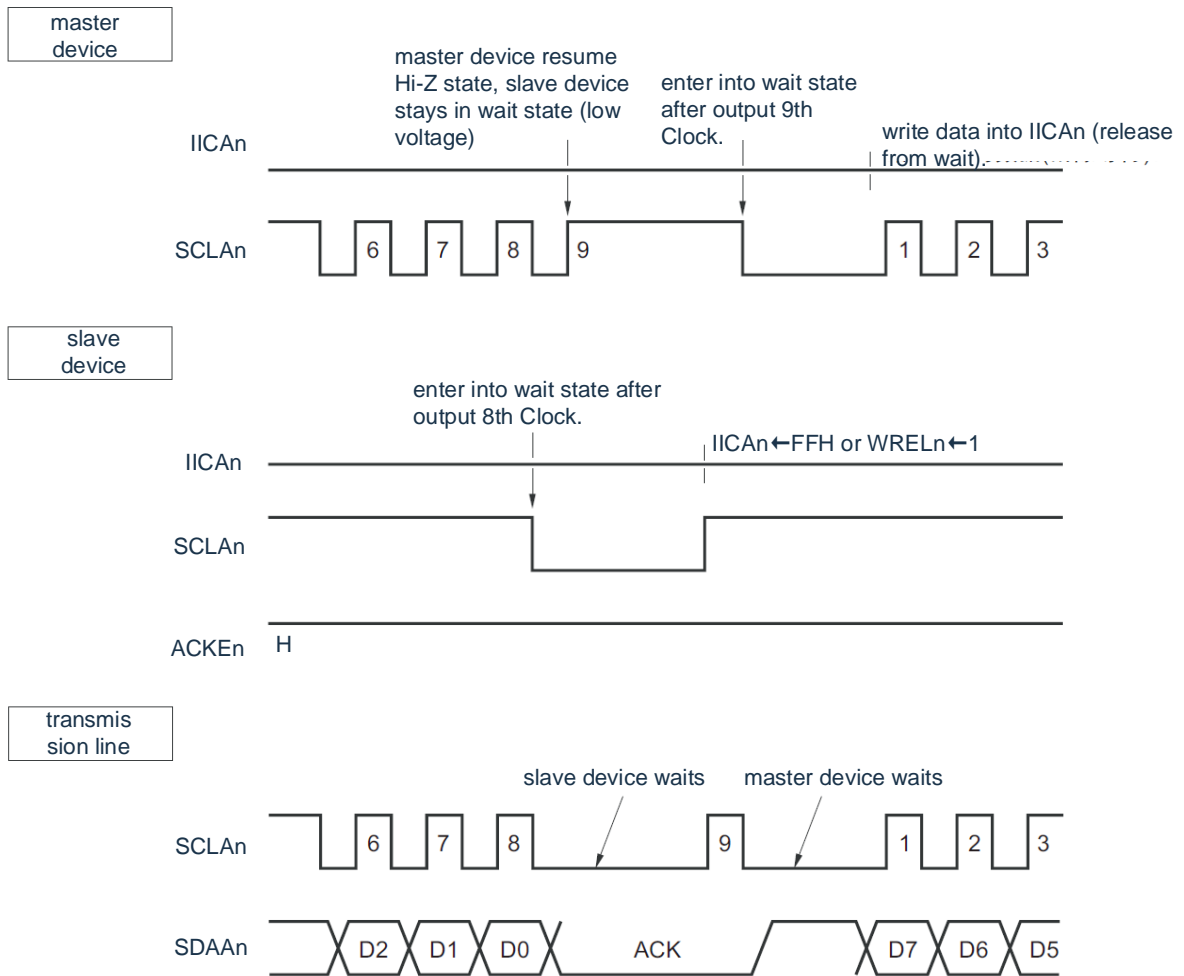 master
device
master device resume
Hi-Z state, slave device
stays in wait state (low
voltage)
enter into wait state
after output 9th
Clock.
write data into IICAn (release
from wait).
IICAn
SCLAn
6 7 8 9 1 2 3
slave
device
enter into wait state after
output 8th Clock.
IICAn←FFH or WRELn←1
IICAn
SCLAn
ACKEn H
transmis
sion line
slave device waits master device waits
SCLAn 6 7 8 9 1 2 3
SDAAn D2 D1 D0 ACK D7 D6 D5